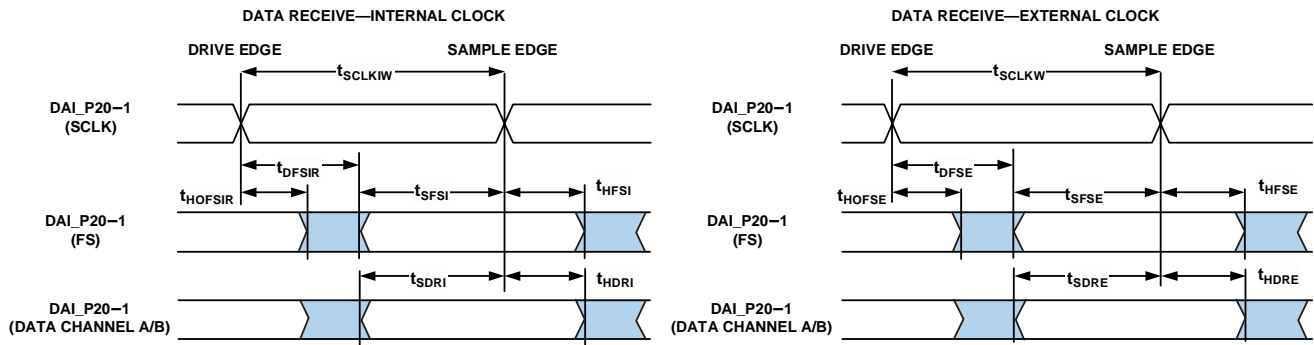 DATA RECEIVE—INTERNAL CLOCK
DRIVE EDGE
SAMPLE EDGE
tSCLKIW
DAI_P20–1
(SCLK)
tDFSIR
tHOFSIR
tSFSI
tHFSI
DAI_P20–1
(FS)
tSDRI
tHDRI
DAI_P20–1
(DATA CHANNEL A/B)
DATA RECEIVE—EXTERNAL CLOCK
DRIVE EDGE
SAMPLE EDGE
tSCLKW
DAI_P20–1
(SCLK)
tDFSE
tHOFSE
tSFSE
tHFSE
DAI_P20–1
(FS)
tSDRE
tHDRE
DAI_P20–1
(DATA CHANNEL A/B)